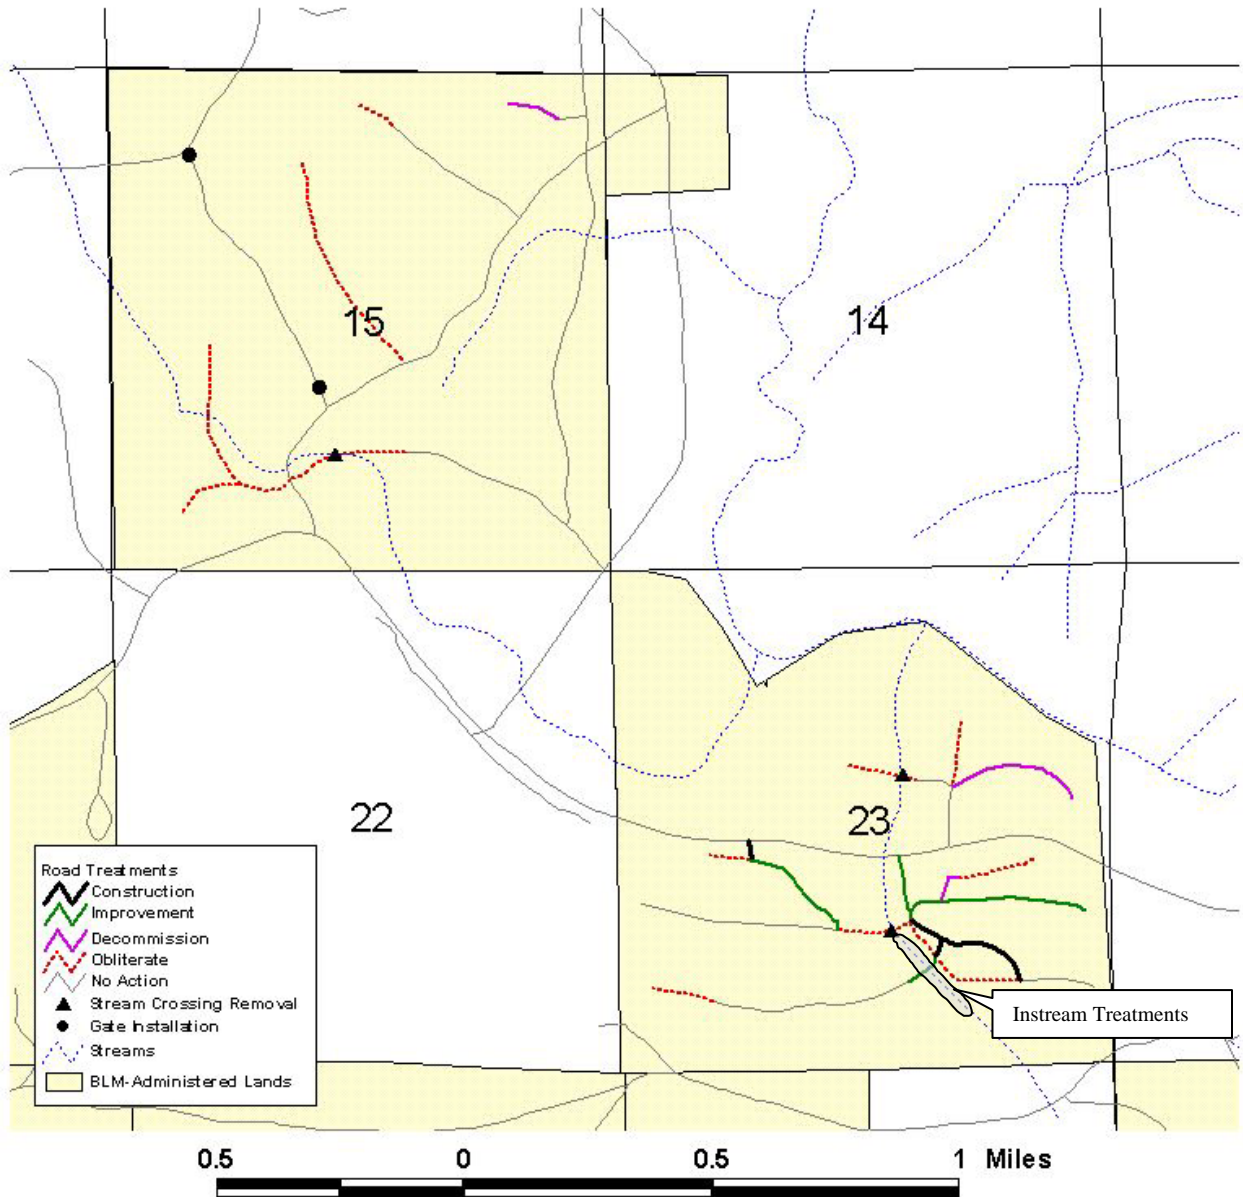 15
14
22
23
Road Treatments
Construction
Improvement
Decommission
Obliterate
No Action
Stream Crossing Removal
Gate Installation
Streams
BLM-Administered Lands
Instream Treatments
0.5 0 0.5 1 Miles